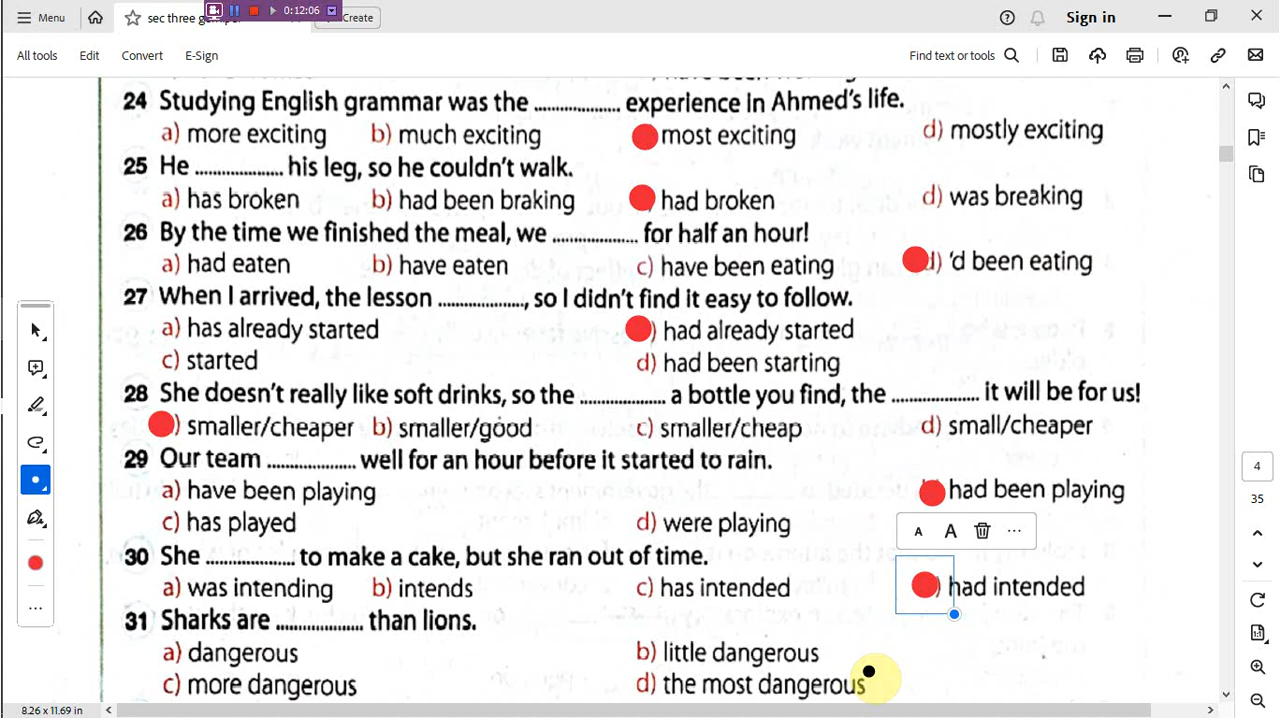 0:12:06
Menu
sec three
Create
Sign in
All tools Edit Convert E-Sign
Find text or tools
24 Studying English grammar was the .................. experience in Ahmed's life.
a) more exciting b) much exciting most exciting d) mostly exciting
25 He .................. his leg, so he couldn't walk.
a) has broken b) had been braking had broken d) was breaking
26 By the time we finished the meal, we .................. for half an hour!
a) had eaten b) have eaten c) have been eating d) 'd been eating
27 When I arrived, the lesson .................., so I didn't find it easy to follow.
a) has already started ) had already started
c) started d) had been starting
28 She doesn't really like soft drinks, so the .................. a bottle you find, the .................. it will be for us!
) smaller/cheaper b) smaller/good c) smaller/cheap d) small/cheaper
29 Our team .................. well for an hour before it started to rain.
a) have been playing had been playing
c) has played d) were playing
A A ...
30 She .................. to make a cake, but she ran out of time.
a) was intending b) intends c) has intended ) had intended
31 Sharks are .................. than lions.
a) dangerous b) little dangerous
c) more dangerous d) the most dangerous
4
35
8.26 x 11.69 in